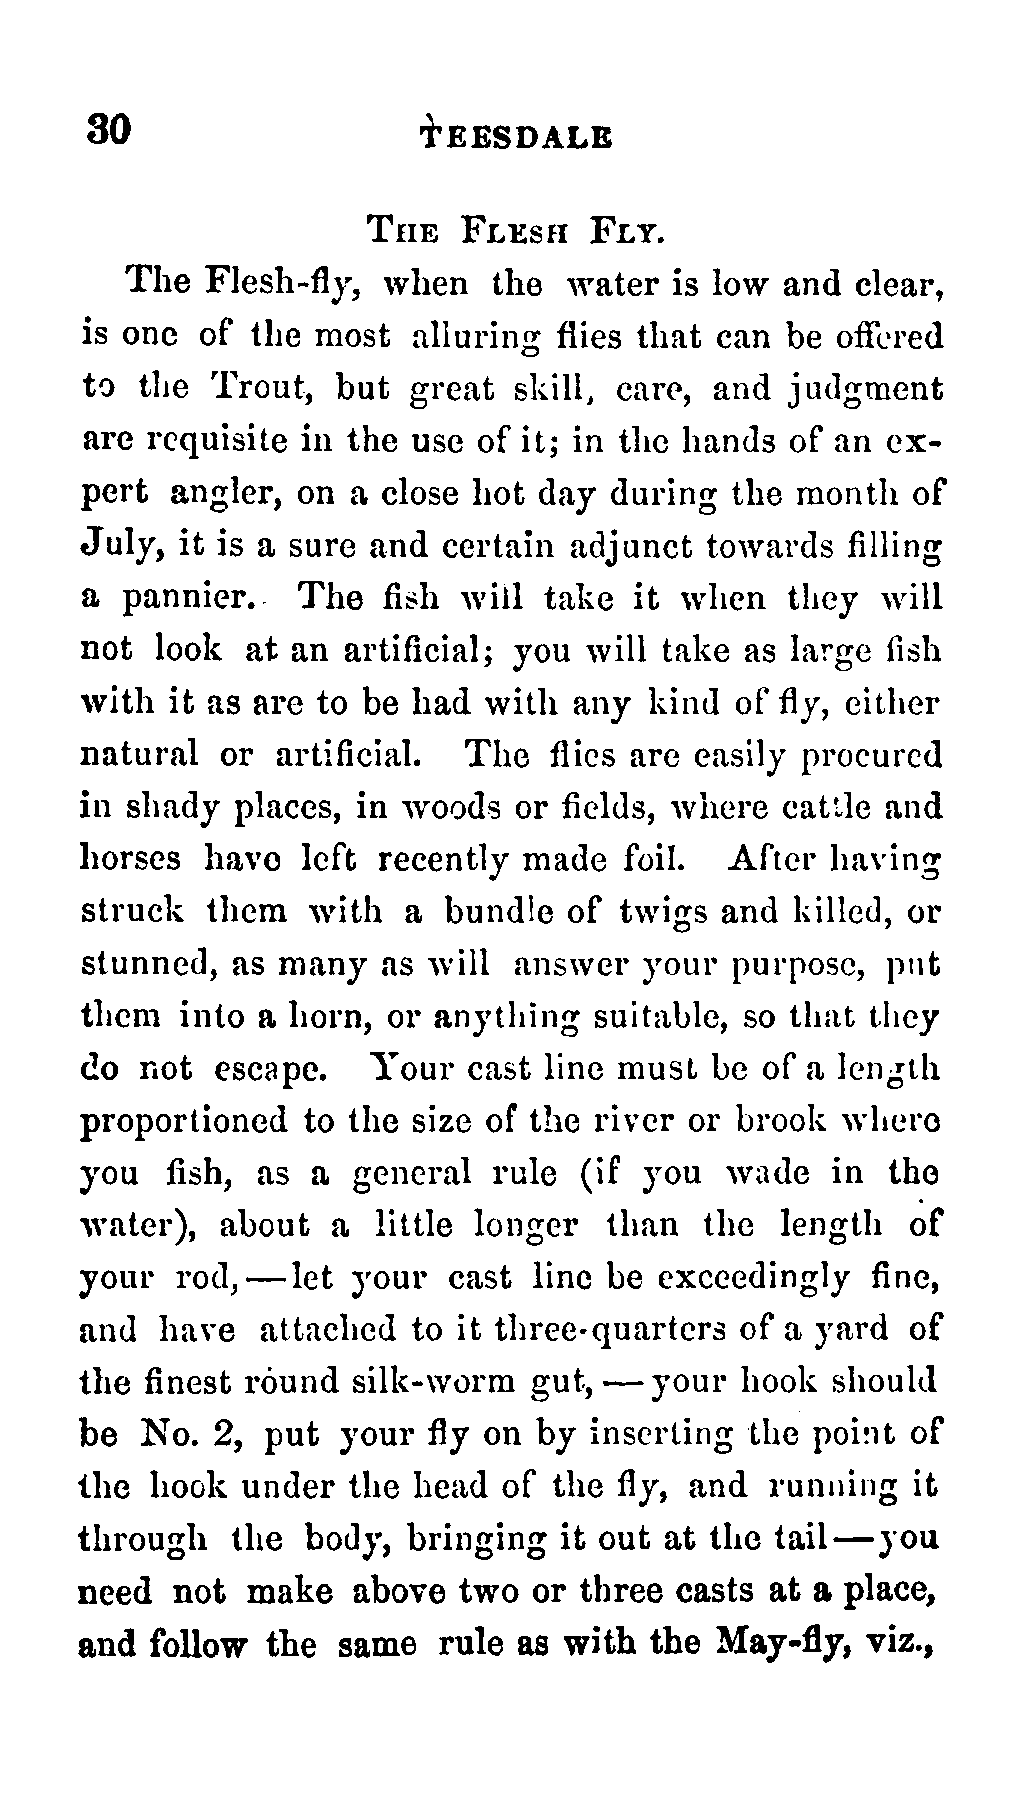 30 TEESDALE
THE FLESH FLY.
The Flesh-fly, when the water is low and clear,
is one of the most alluring flies that can be offered
to the Trout, but great skill, care, and judgment
are requisite in the use of it; in the hands of an ex-
pert angler, on a close hot day during the month of
July, it is a sure and certain adjunct towards filling
a pannier. The fish will take it when they will
not look at an artificial; you will take as large fish
with it as are to be had with any kind of fly, either
natural or artificial. The flies are easily procured
in shady places, in woods or fields, where cattle and
horses have left recently made foil. After having
struck them with a bundle of twigs and killed, or
stunned, as many as will answer your purpose, put
them into a horn, or anything suitable, so that they
do not escape. Your cast line must be of a length
proportioned to the size of the river or brook where
you fish, as a general rule (if you wade in the
water), about a little longer than the length of
your rod,—let your cast line be exceedingly fine,
and have attached to it three-quarters of a yard of
the finest round silk-worm gut,—your hook should
be No. 2, put your fly on by inserting the point of
the hook under the head of the fly, and running it
through the body, bringing it out at the tail—you
need not make above two or three casts at a place,
and follow the same rule as with the May-fly, viz.,